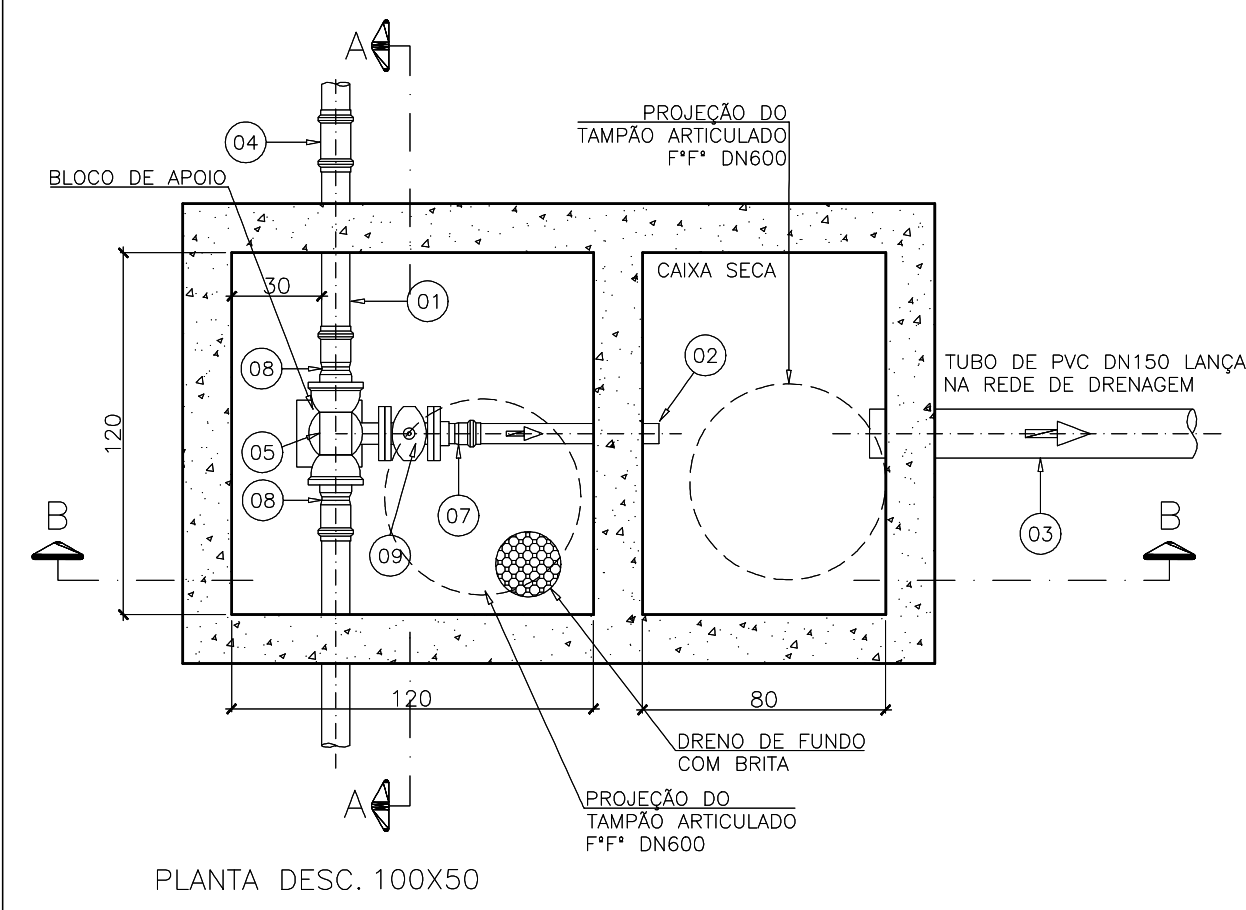 A
PROJEÇÃO DO
TAMPÃO ARTICULADO
FºFº DN600
04
BLOCO DE APOIO
CAIXA SECA
30
01
02
08
TUBO DE PVC DN150 LANÇA
NA REDE DE DRENAGEM
120
05
08
07
09
03
B
B
120
80
DRENO DE FUNDO
COM BRITA
A
PROJEÇÃO DO
TAMPÃO ARTICULADO
FºFº DN600
PLANTA DESC. 100X50